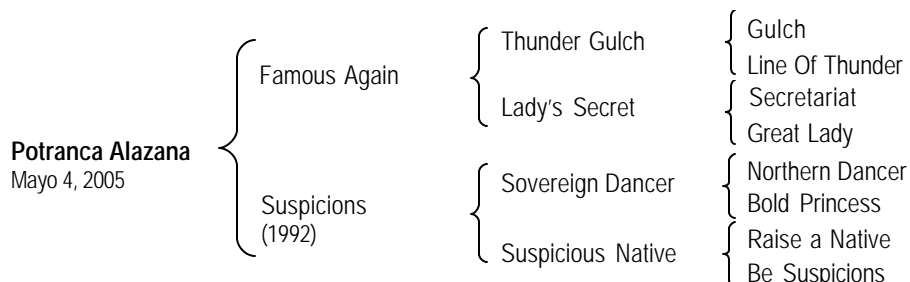 Gulch
Thunder Gulch
Line Of Thunder
Famous Again
Secretariat
Lady's Secret
Great Lady
Potranca Alazana
Mayo 4, 2005
Northern Dancer
Sovereign Dancer
Bold Princess
Suspicions
(1992)
Raise a Native
Suspicious Native
Be Suspicions